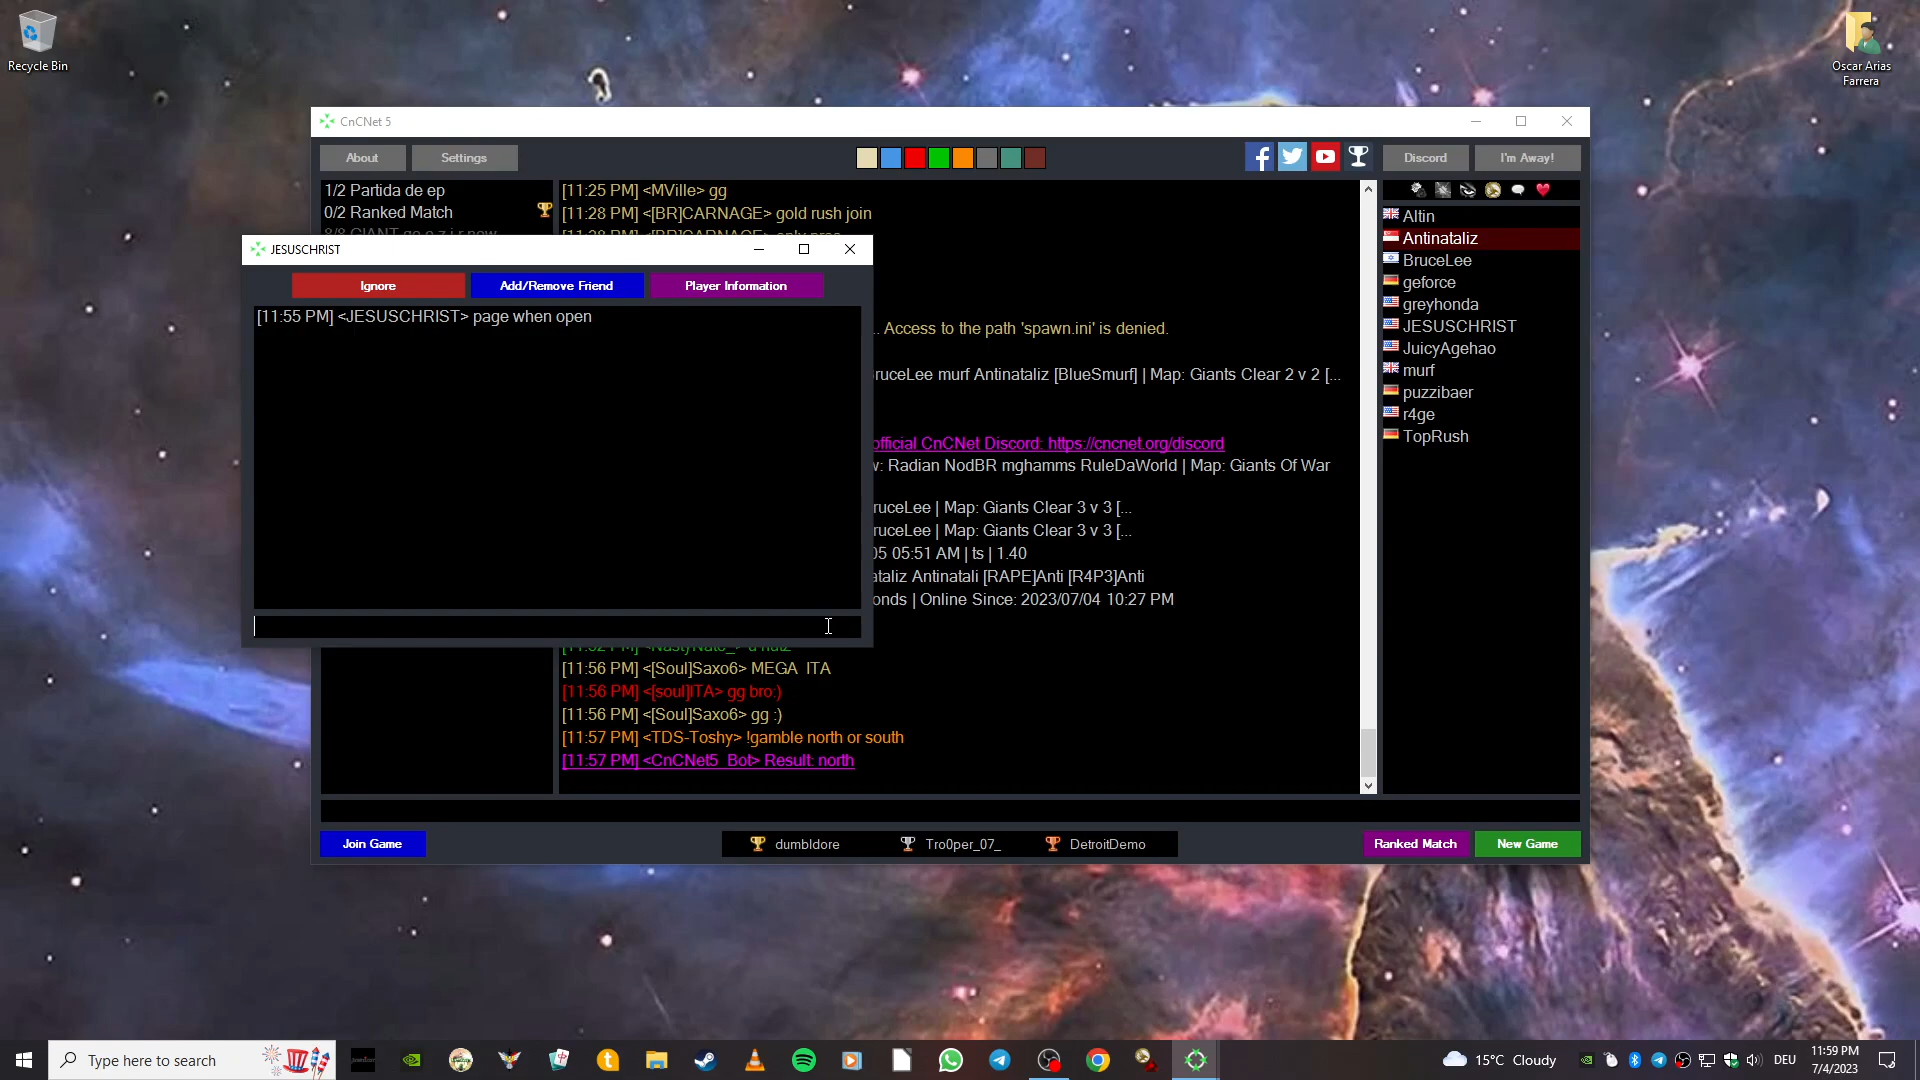 Recycle Bin
Oscar Arias
Farrera
CnCNet 5
About
Settings
Discord
I'm Away!
1/2 Partida de ep
0/2 Ranked Match
[11:25 PM] <MVille> gg
[11:28 PM] <[BR]CARNAGE> gold rush join
JESUSCHRIST
Ignore
Add/Remove Friend
Player Information
[11:55 PM] <JESUSCHRIST> page when open
.. Access to the path 'spawn.ini' is denied.
ruceLee murf Antinataliz [BlueSmurf] | Map: Giants Clear 2 v 2 [...
official CnCNet Discord: https://cncnet.org/discord
w: Radian NodBR mghamms RuleDaWorld | Map: Giants Of War
ruceLee | Map: Giants Clear 3 v 3 [...
ruceLee | Map: Giants Clear 3 v 3 [...
05 05:51 AM | ts | 1.40
ataliz Antinatali [RAPE]Anti [R4P3]Anti
onds | Online Since: 2023/07/04 10:27 PM
[11:56 PM] <[Soul]Saxo6> MEGA ITA
[11:56 PM] <[soul]ITA> gg bro:)
[11:56 PM] <[Soul]Saxo6> gg :)
[11:57 PM] <TDS-Toshy> !gamble north or south
[11:57 PM] <CnCNet5_Bot> Result: north
Altin
Antinataliz
BruceLee
geforce
greyhonda
JESUSCHRIST
JuicyAgehao
murf
puzzibaer
r4ge
TopRush
Join Game
dumbldore
Tro0per_07_
DetroitDemo
Ranked Match
New Game
Type here to search
15°C Cloudy
DEU
11:59 PM
7/4/2023